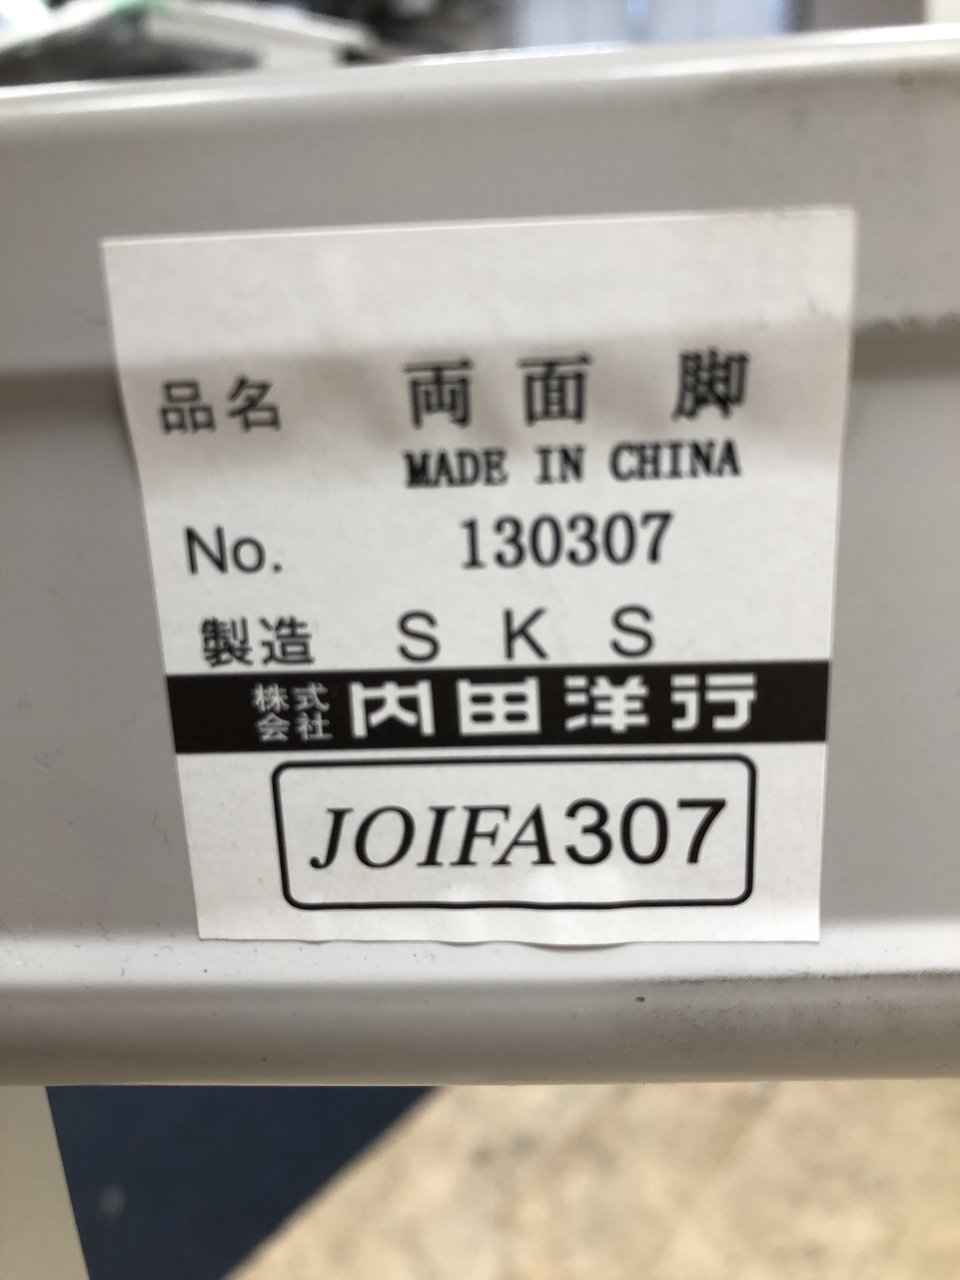 品名 両面 脚
MADE IN CHINA
No. 130307
製造 SKS
株式会社 内田洋行
JOIFA307